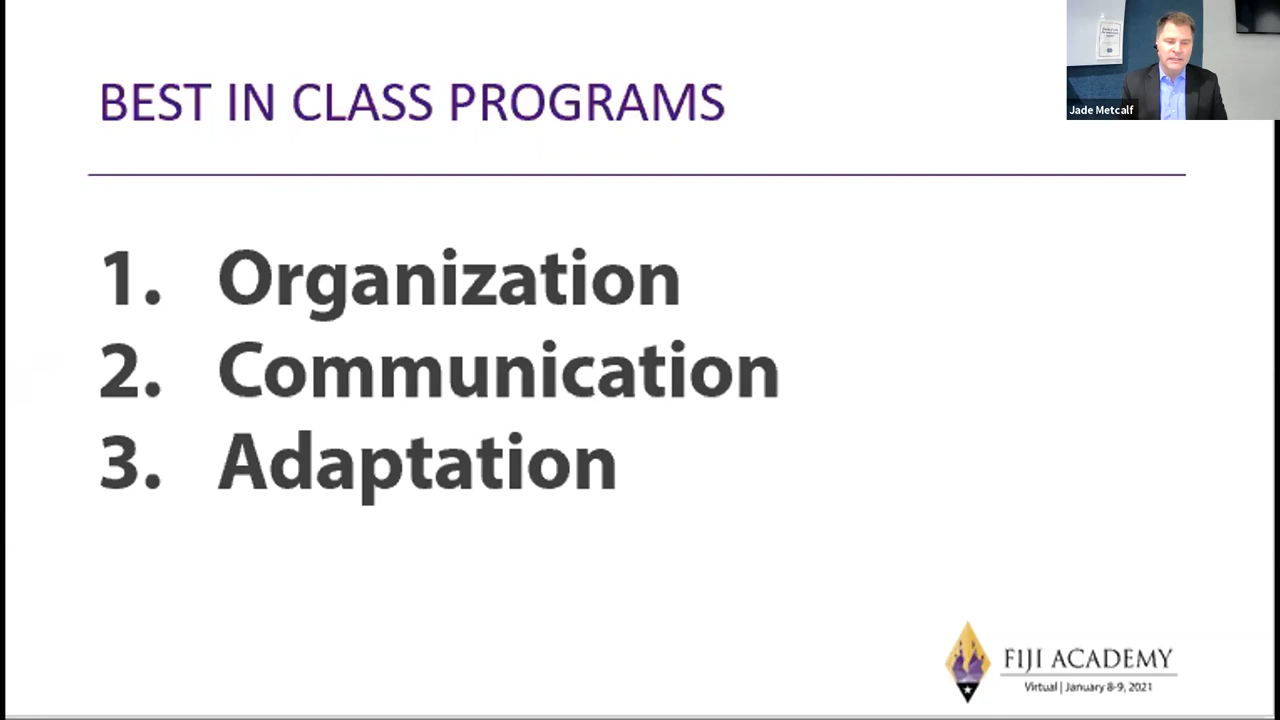 BEST IN CLASS PROGRAMS
Jade Metcalf
1. Organization
2. Communication
3. Adaptation
FIJI ACADEMY
Virtual | January 8-9, 2021